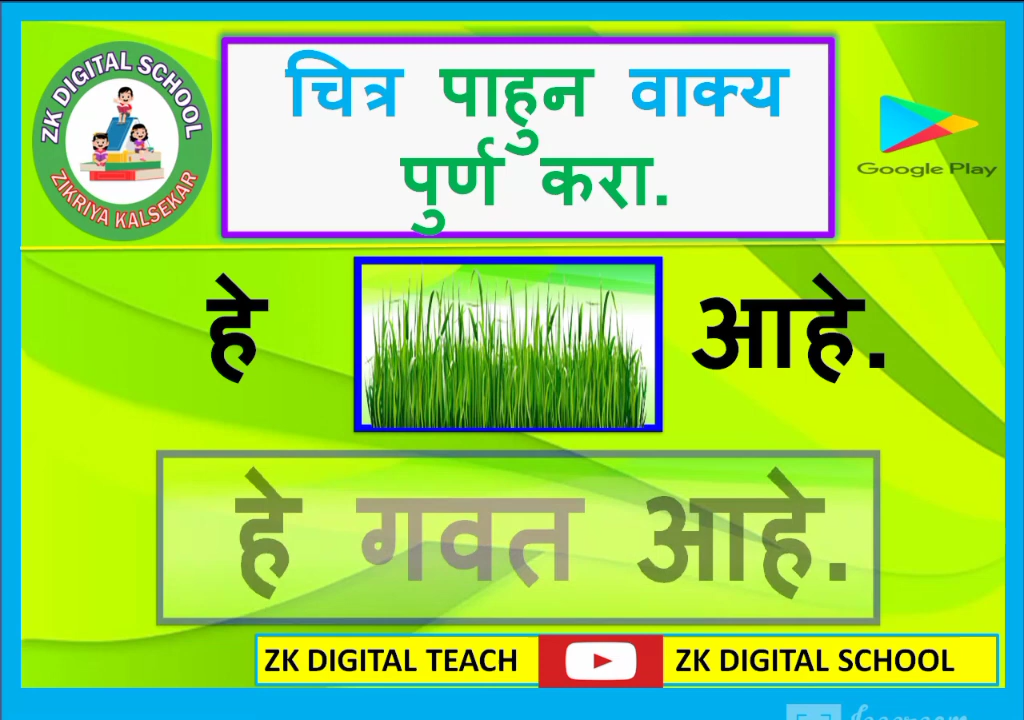 ZK DIGITAL SCHOOL
ZIKRIYA KALSEKAR
चित्र पाहुन वाक्य
पुर्ण करा.
Google Play
हे आहे.
हे गवत आहे.
ZK DIGITAL TEACH ZK DIGITAL SCHOOL